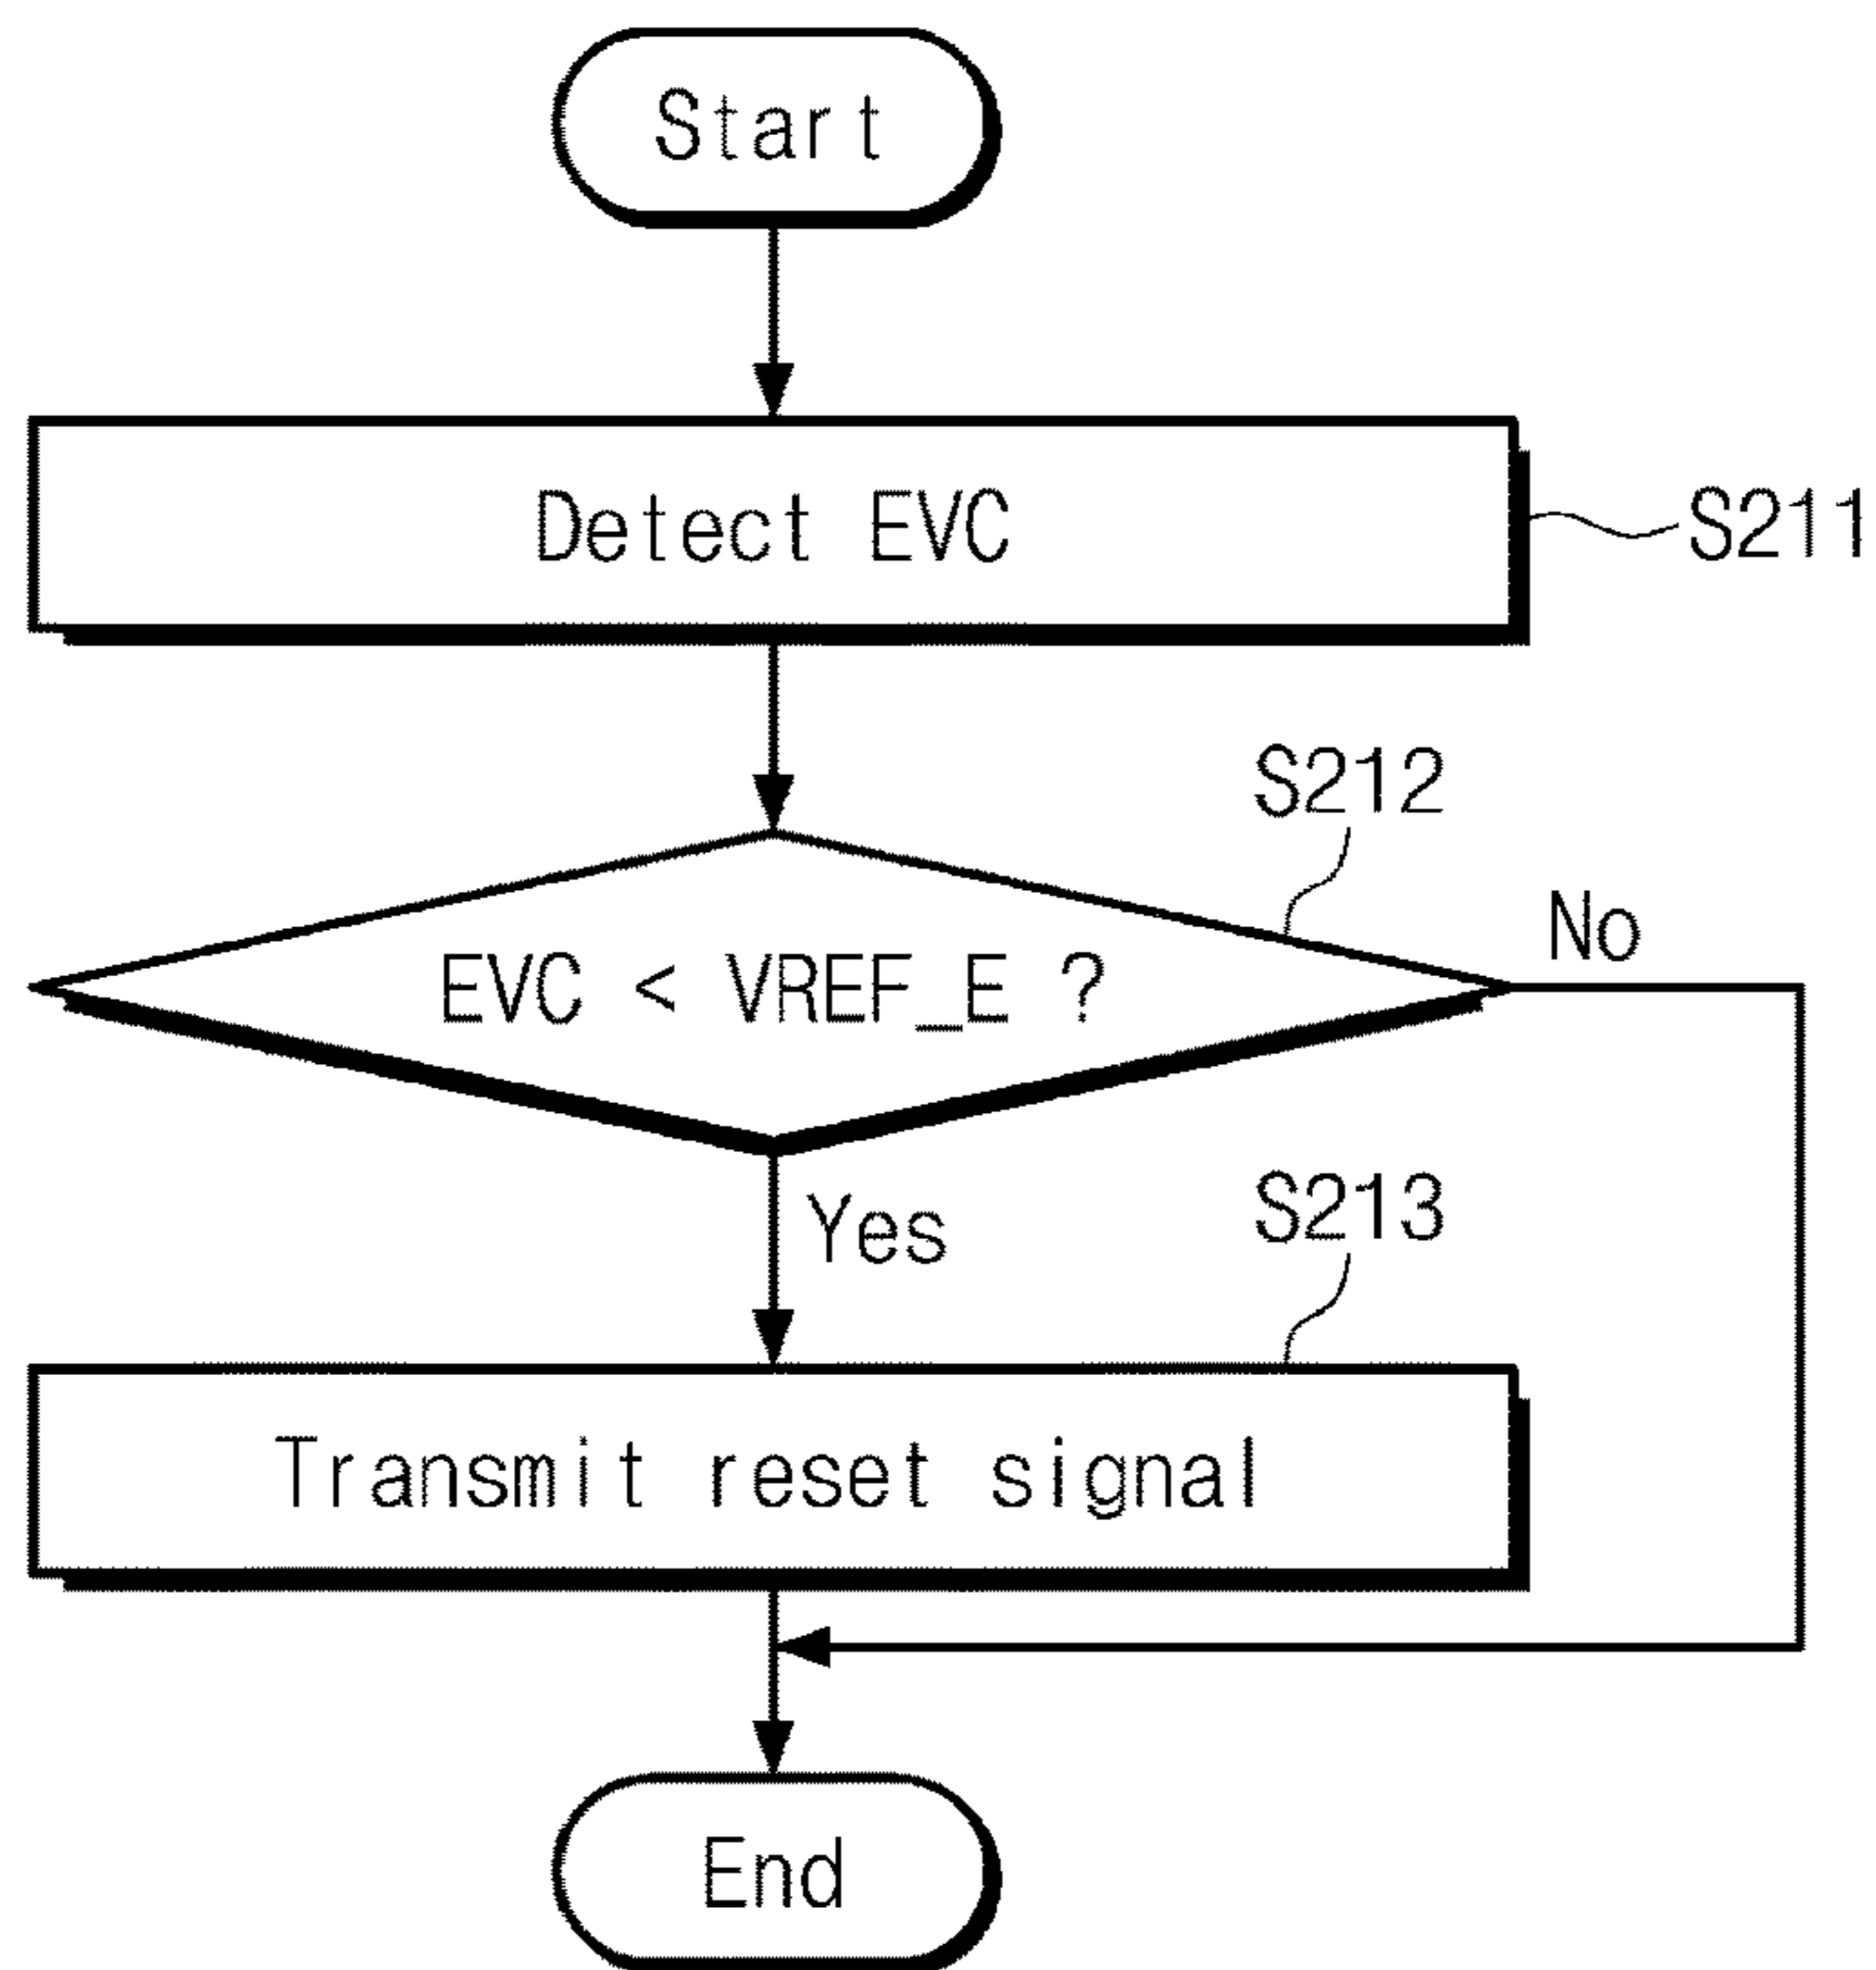 Start
Detect EVC
S211
S212
EVC < VREF_E ?
No
Yes
S213
Transmit reset signal
End